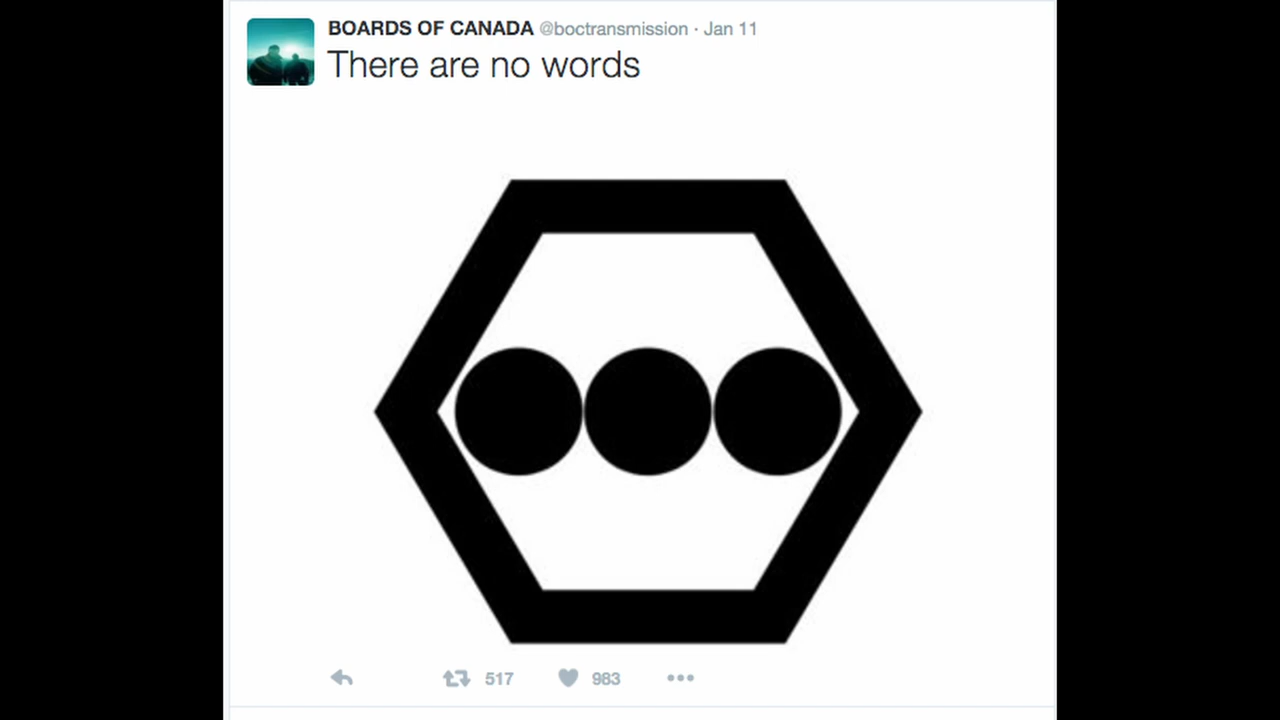 BOARDS OF CANADA @boctransmission · Jan 11
There are no words
517 983